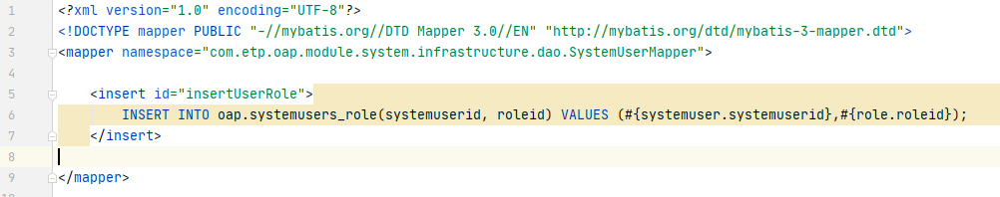 1 <?xml version="1.0" encoding="UTF-8"?>
2 <!DOCTYPE mapper PUBLIC "-//mybatis.org//DTD Mapper 3.0//EN" "http://mybatis.org/dtd/mybatis-3-mapper.dtd">
3 <mapper namespace="com.etp.oap.module.system.infrastructure.dao.SystemUserMapper">
4
5 <insert id="insertUserRole">
6 INSERT INTO oap.systemusers_role(systemuserid, roleid) VALUES (#{systemuser.systemuserid},#{role.roleid});
7 </insert>
8
9 </mapper>